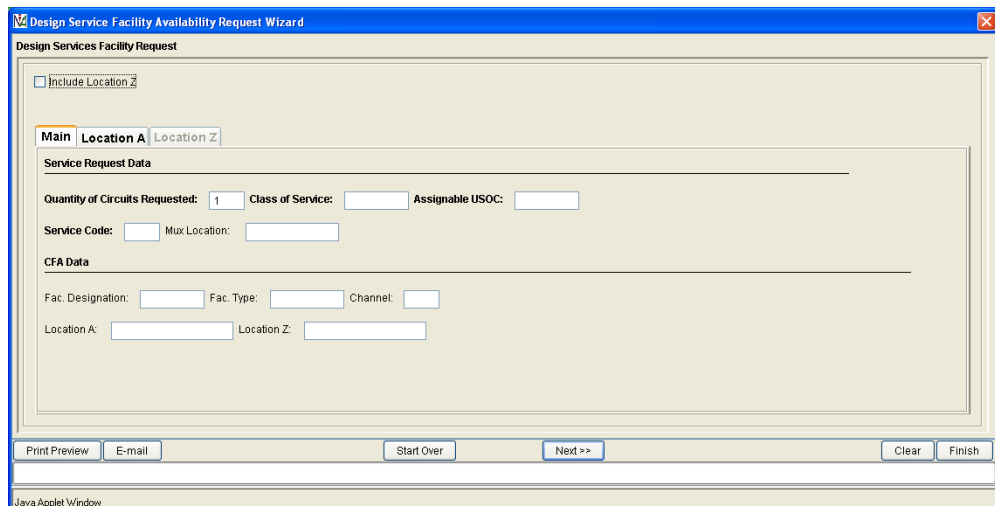 Design Service Facility Availability Request Wizard
Design Services Facility Request
Include Location Z
Main Location A Location Z
Service Request Data
Quantity of Circuits Requested: 1 Class of Service: Assignable USOC:
Service Code: Mux Location:
CFA Data
Fac. Designation: Fac. Type: Channel:
Location A: Location Z:
Print Preview E-mail Start Over Next >> Clear Finish
Java Applet Window